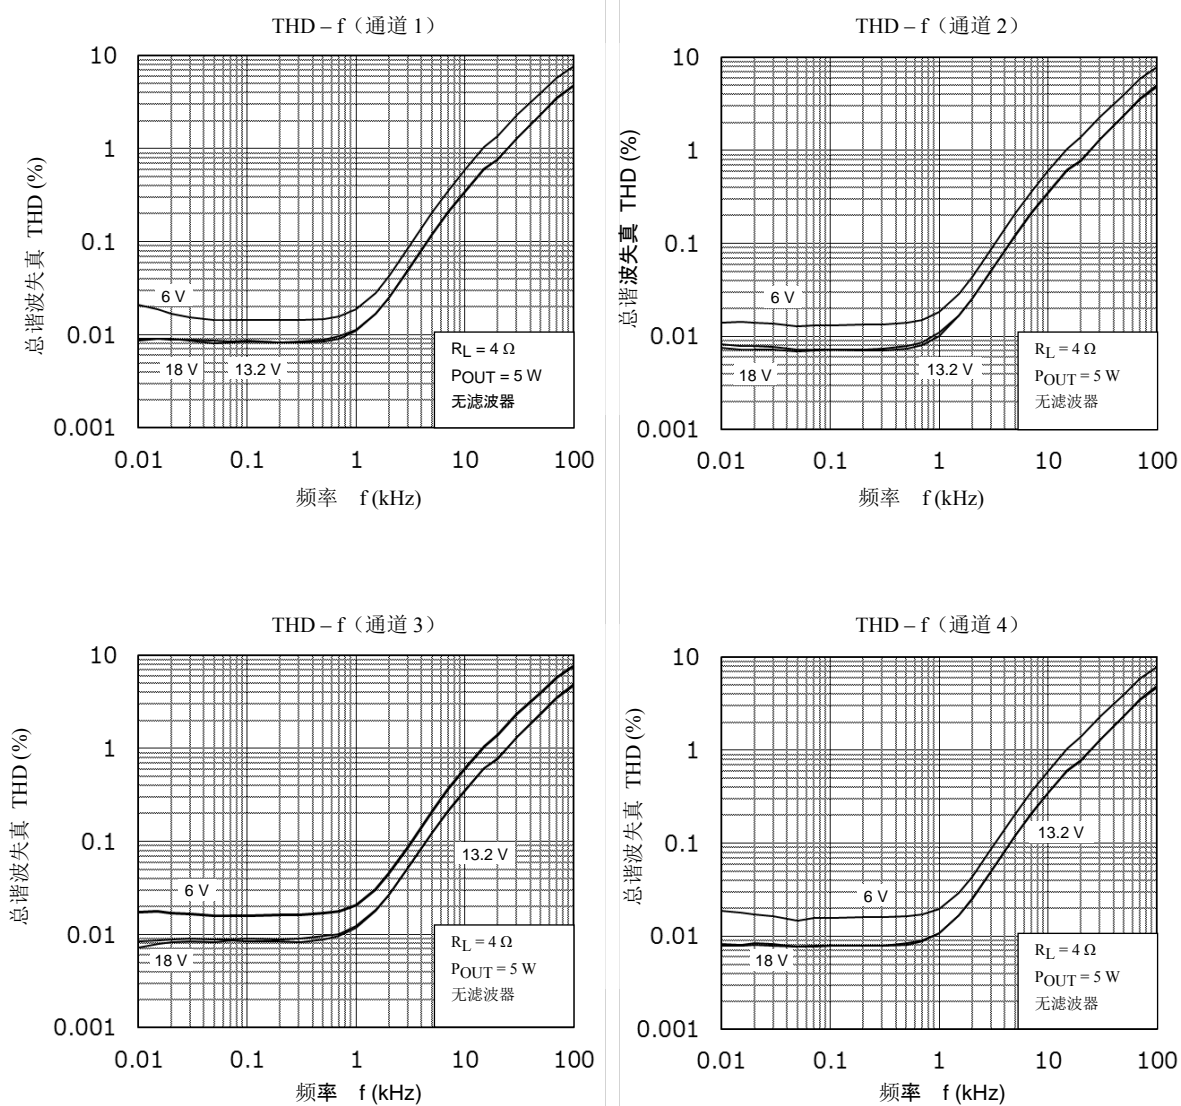 THD – f（通道 1）
10
1
0.1
0.01
0.001
总谐波失真 THD (%)
6 V
18 V
13.2 V
RL = 4 Ω
POUT = 5 W
无滤波器
0.01
0.1
1
10
100
频率 f (kHz)
THD – f（通道 2）
10
1
0.1
0.01
0.001
总谐波失真 THD (%)
6 V
18 V
13.2 V
RL = 4 Ω
POUT = 5 W
无滤波器
0.01
0.1
1
10
100
频率 f (kHz)
THD – f（通道 3）
10
1
0.1
0.01
0.001
总谐波失真 THD (%)
13.2 V
6 V
18 V
RL = 4 Ω
POUT = 5 W
无滤波器
0.01
0.1
1
10
100
频率 f (kHz)
THD – f（通道 4）
10
1
0.1
0.01
0.001
总谐波失真 THD (%)
13.2 V
6 V
18 V
RL = 4 Ω
POUT = 5 W
无滤波器
0.01
0.1
1
10
100
频率 f (kHz)